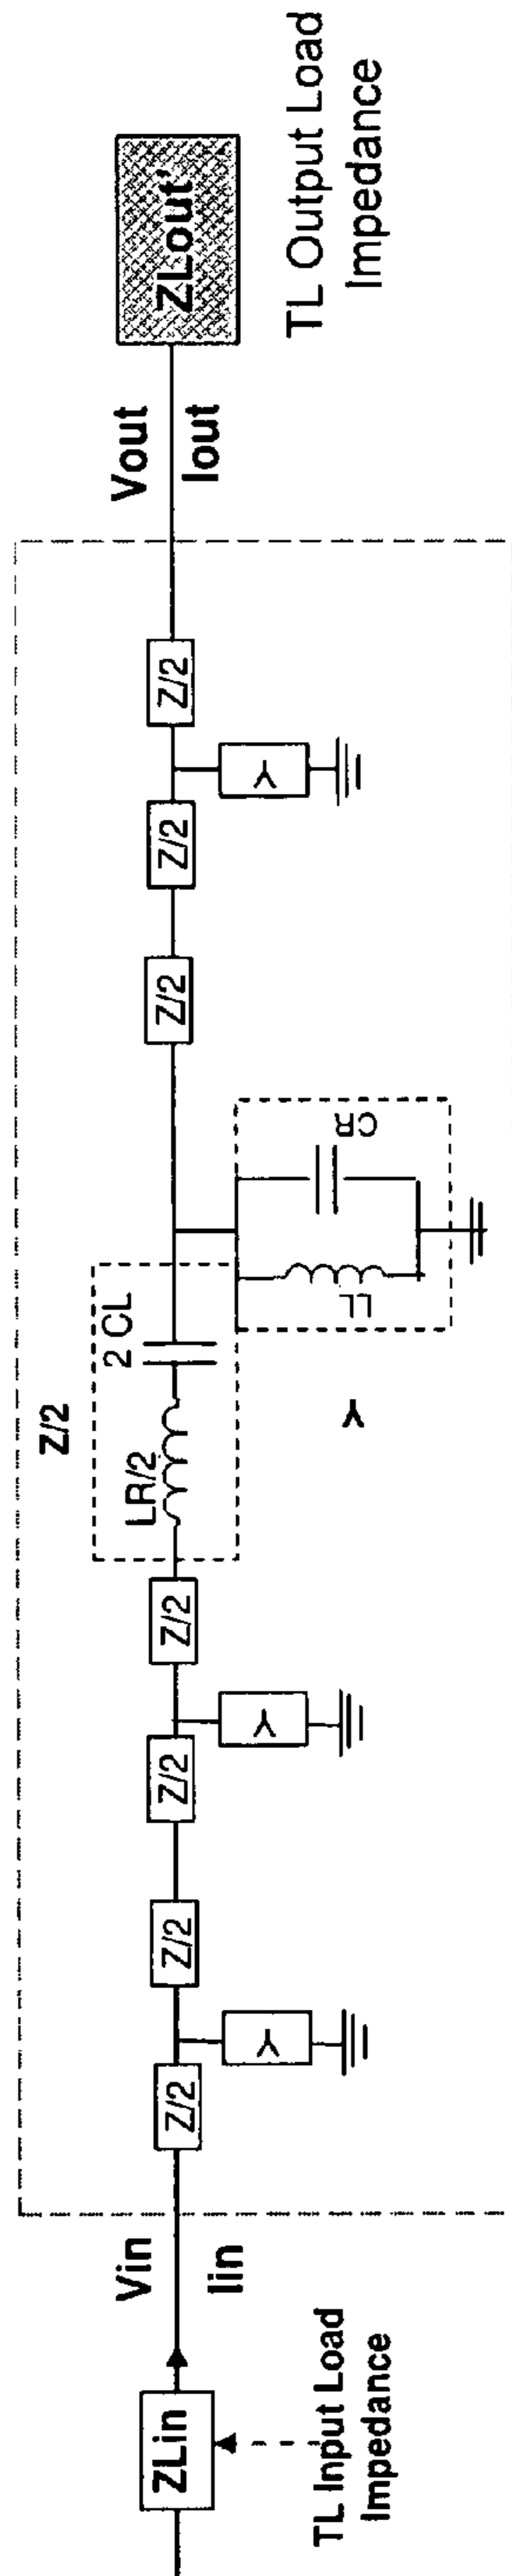 ZLin
TL Input Load
Impedance
Vin
Iin
Z/2
Y
Z/2
Z/2
Y
Z/2
Z/2
LR/2
2 CL
LL
CR
Y
Z/2
Z/2
Y
Z/2
Vout
Iout
ZLout'
TL Output Load
Impedance